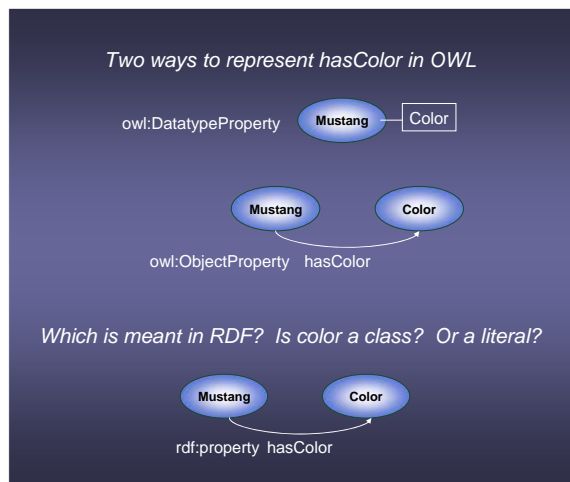 Two ways to represent hasColor in OWL
owl:DatatypeProperty Mustang Color
Mustang Color
owl:ObjectProperty hasColor
Which is meant in RDF? Is color a class? Or a literal?
Mustang Color
rdf:property hasColor